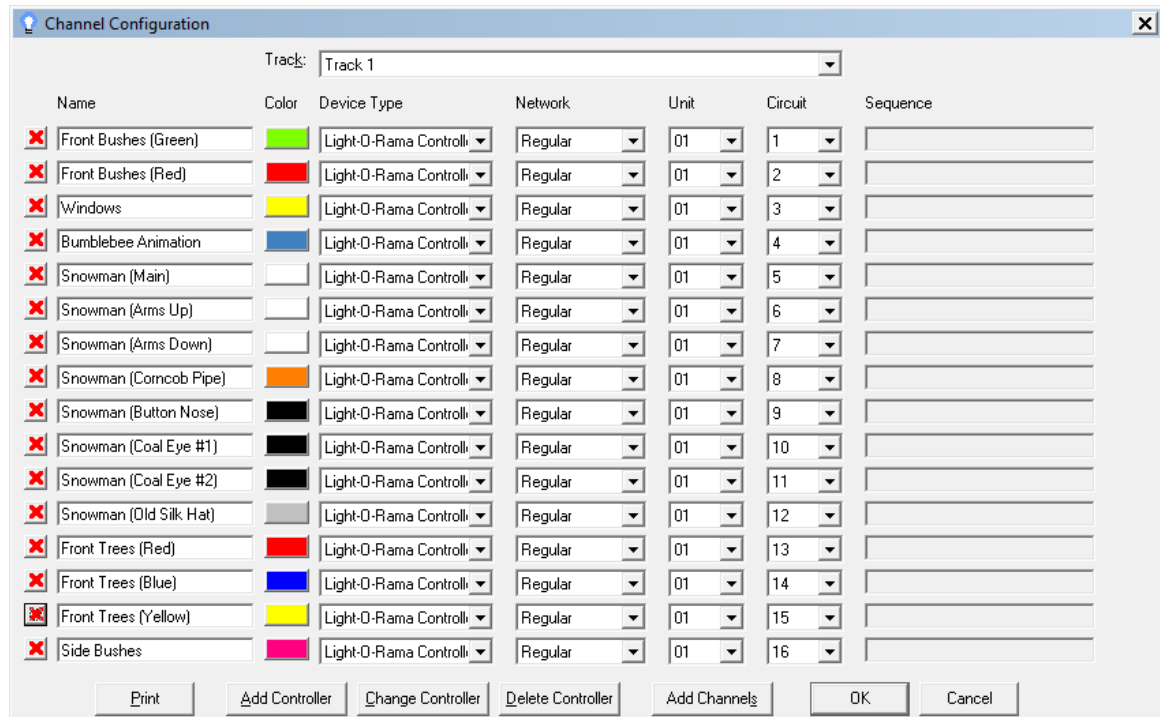 Channel Configuration
Track: Track 1
Name Color Device Type Network Unit Circuit Sequence
Front Bushes (Green) Light-O-Rama Controll Regular 01 1
Front Bushes (Red) Light-O-Rama Controll Regular 01 2
Windows Light-O-Rama Controll Regular 01 3
Bumblebee Animation Light-O-Rama Controll Regular 01 4
Snowman (Main) Light-O-Rama Controll Regular 01 5
Snowman (Arms Up) Light-O-Rama Controll Regular 01 6
Snowman (Arms Down) Light-O-Rama Controll Regular 01 7
Snowman (Corncob Pipe) Light-O-Rama Controll Regular 01 8
Snowman (Button Nose) Light-O-Rama Controll Regular 01 9
Snowman (Coal Eye #1) Light-O-Rama Controll Regular 01 10
Snowman (Coal Eye #2) Light-O-Rama Controll Regular 01 11
Snowman (Old Silk Hat) Light-O-Rama Controll Regular 01 12
Front Trees (Red) Light-O-Rama Controll Regular 01 13
Front Trees (Blue) Light-O-Rama Controll Regular 01 14
Front Trees (Yellow) Light-O-Rama Controll Regular 01 15
Side Bushes Light-O-Rama Controll Regular 01 16
Print Add Controller Change Controller Delete Controller Add Channels OK Cancel